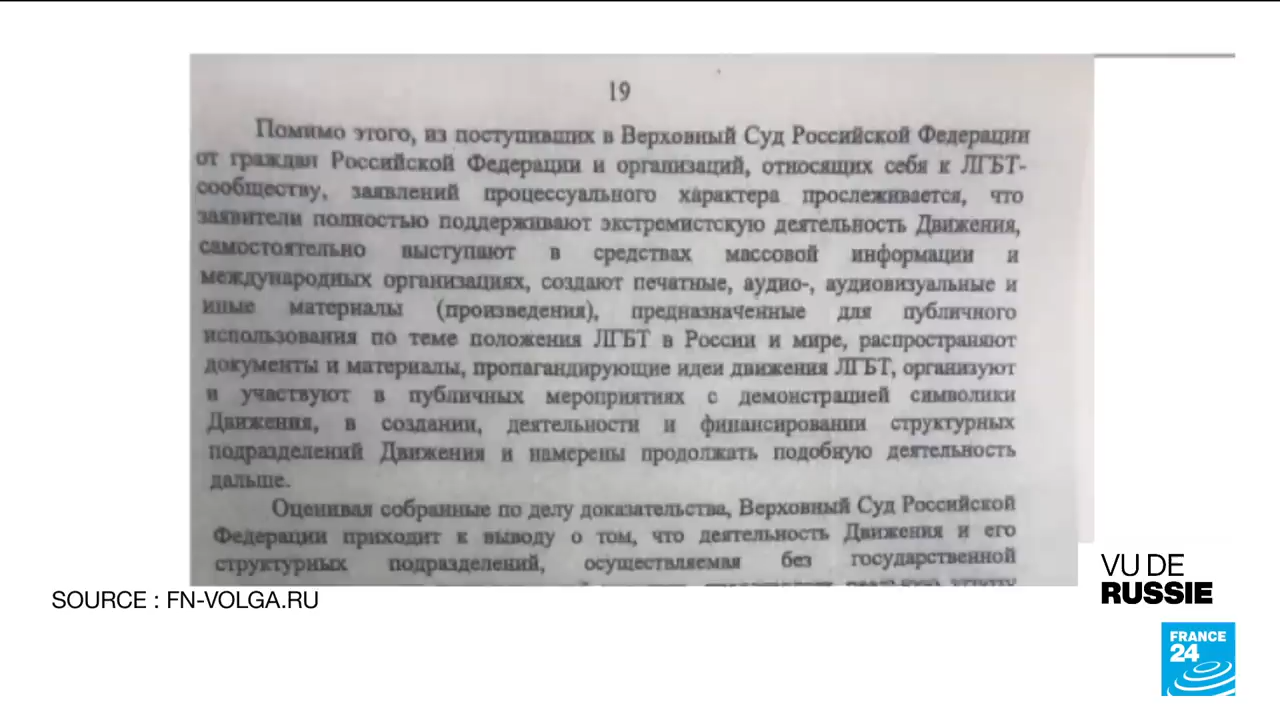 19
Помимо этого, из поступивших в Верховный Суд Российской Федерации
от граждан Российской Федерации и организаций, относящих себя к ЛГБТ-
сообществу, заявлений процессуального характера прослеживается, что
заявители полностью поддерживают экстремистскую деятельность Движения,
самостоятельно выступают в средствах массовой информации и
международных организациях, создают печатные, аудио-, аудиовизуальные и
иные материалы (произведения), предназначенные для публичного
использования по теме положения ЛГБТ в России и мире, распространяют
документы и материалы, пропагандирующие идеи движения ЛГБТ, организуют
и участвуют в публичных мероприятиях с демонстрацией символики
Движения, в создании, деятельности и финансировании структурных
подразделений Движения и намерены продолжать подобную деятельность
дальше.
Оценивая собранные по делу доказательства, Верховный Суд Российской
Федерации приходит к выводу о том, что деятельность Движения и его
структурных подразделений, осуществляемая без государственной
SOURCE : FN-VOLGA.RU
VU DE
RUSSIE
FRANCE
24